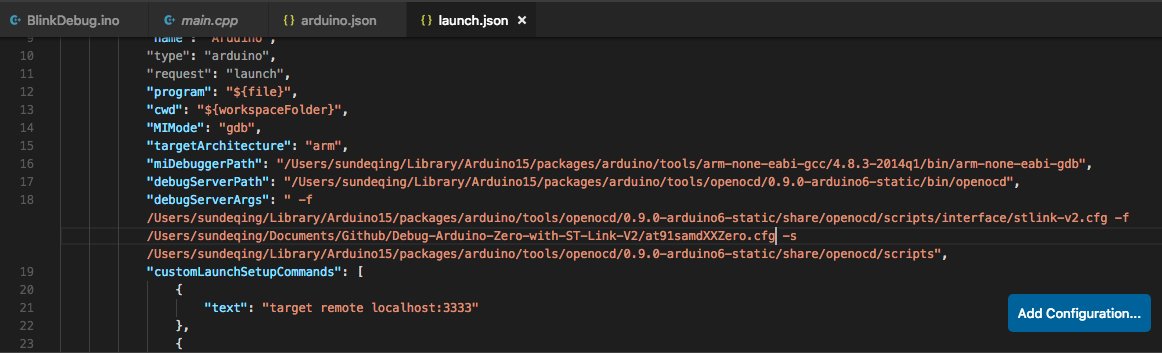 BlinkDebug.ino main.cpp {} arduino.json {} launch.json ×
9 "name": "Arduino",
10 "type": "arduino",
11 "request": "launch",
12 "program": "${file}",
13 "cwd": "${workspaceFolder}",
14 "MIMode": "gdb",
15 "targetArchitecture": "arm",
16 "miDebuggerPath": "/Users/sundeqing/Library/Arduino15/packages/arduino/tools/arm-none-eabi-gcc/4.8.3-2014q1/bin/arm-none-eabi-gdb",
17 "debugServerPath": "/Users/sundeqing/Library/Arduino15/packages/arduino/tools/openocd/0.9.0-arduino6-static/bin/openocd",
18 "debugServerArgs": " -f
/Users/sundeqing/Library/Arduino15/packages/arduino/tools/openocd/0.9.0-arduino6-static/share/openocd/scripts/interface/stlink-v2.cfg -f
/Users/sundeqing/Documents/Github/Debug-Arduino-Zero-with-ST-Link-V2/at91samdXXZero.cfg -s
/Users/sundeqing/Library/Arduino15/packages/arduino/tools/openocd/0.9.0-arduino6-static/share/openocd/scripts",
19 "customLaunchSetupCommands": [
20 {
21 "text": "target remote localhost:3333"
22 },
23 {
Add Configuration...